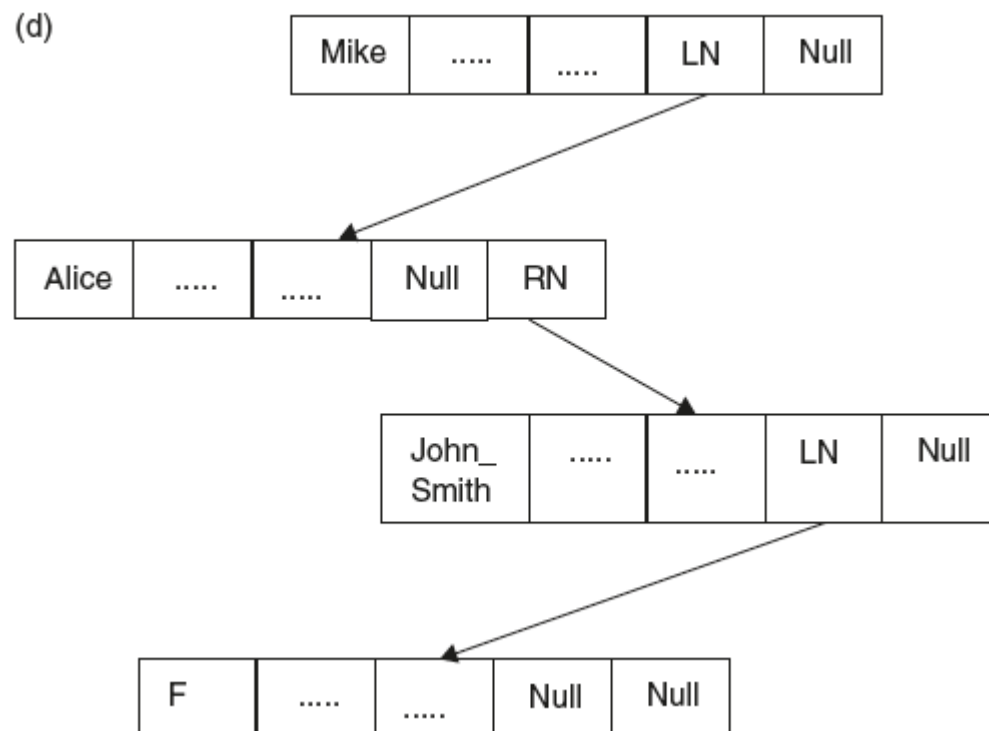 (d)
Mike ..... ..... LN Null
Alice ..... ..... Null RN
John_ ..... ..... LN Null
Smith
F ..... ..... Null Null